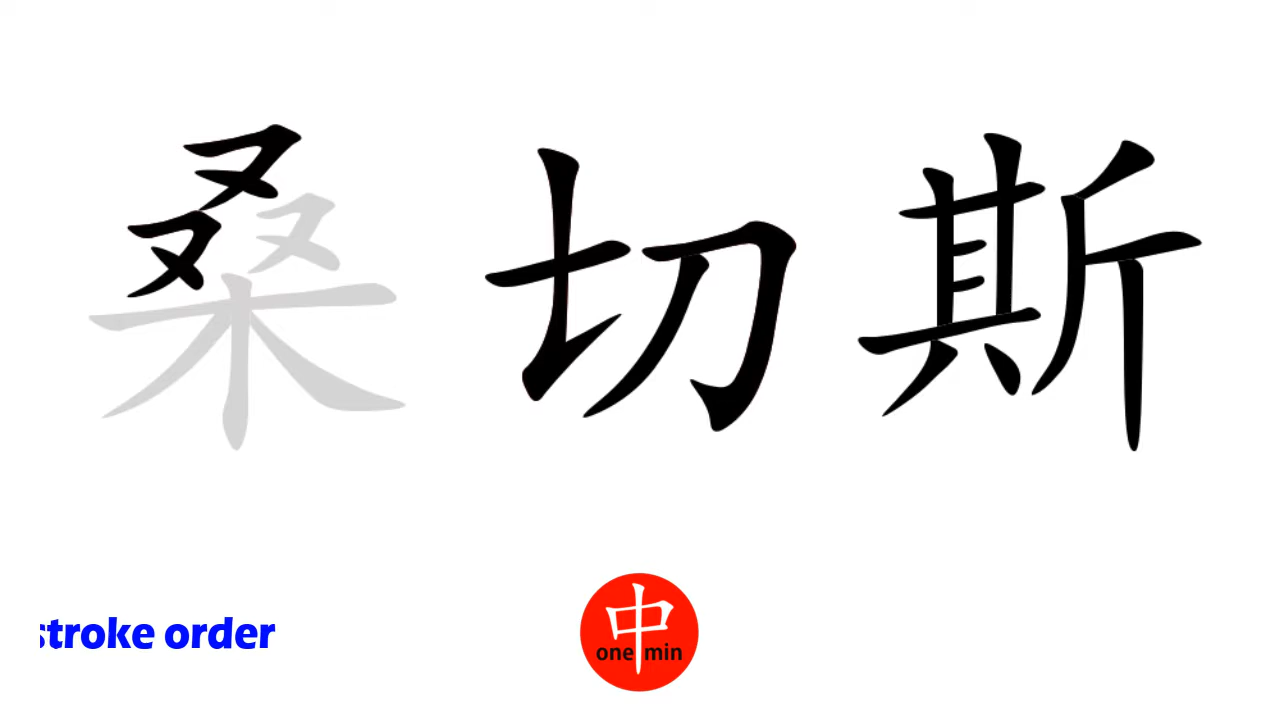 桑切斯
stroke order
中
one min